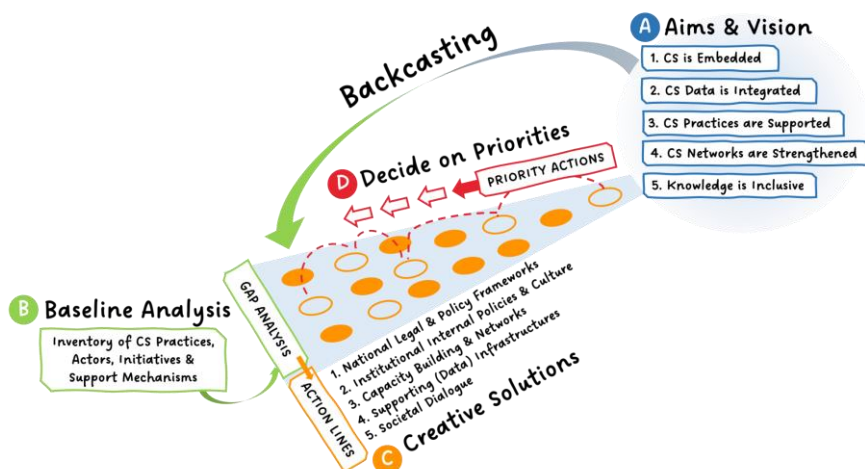 A Aims & Vision
1. CS is Embedded
2. CS Data is Integrated
3. CS Practices are Supported
4. CS Networks are Strengthened
5. Knowledge is Inclusive
Backcasting
D Decide on Priorities
PRIORITY ACTIONS
B Baseline Analysis
Inventory of CS Practices,
Actors, Initiatives &
Support Mechanisms
GAP ANALYSIS
ACTION LINES
1. National Legal & Policy Frameworks
2. Institutional Internal Policies & Culture
3. Capacity Building & Networks
4. Supporting (Data) Infrastructures
5. Societal Dialogue
C Creative Solutions